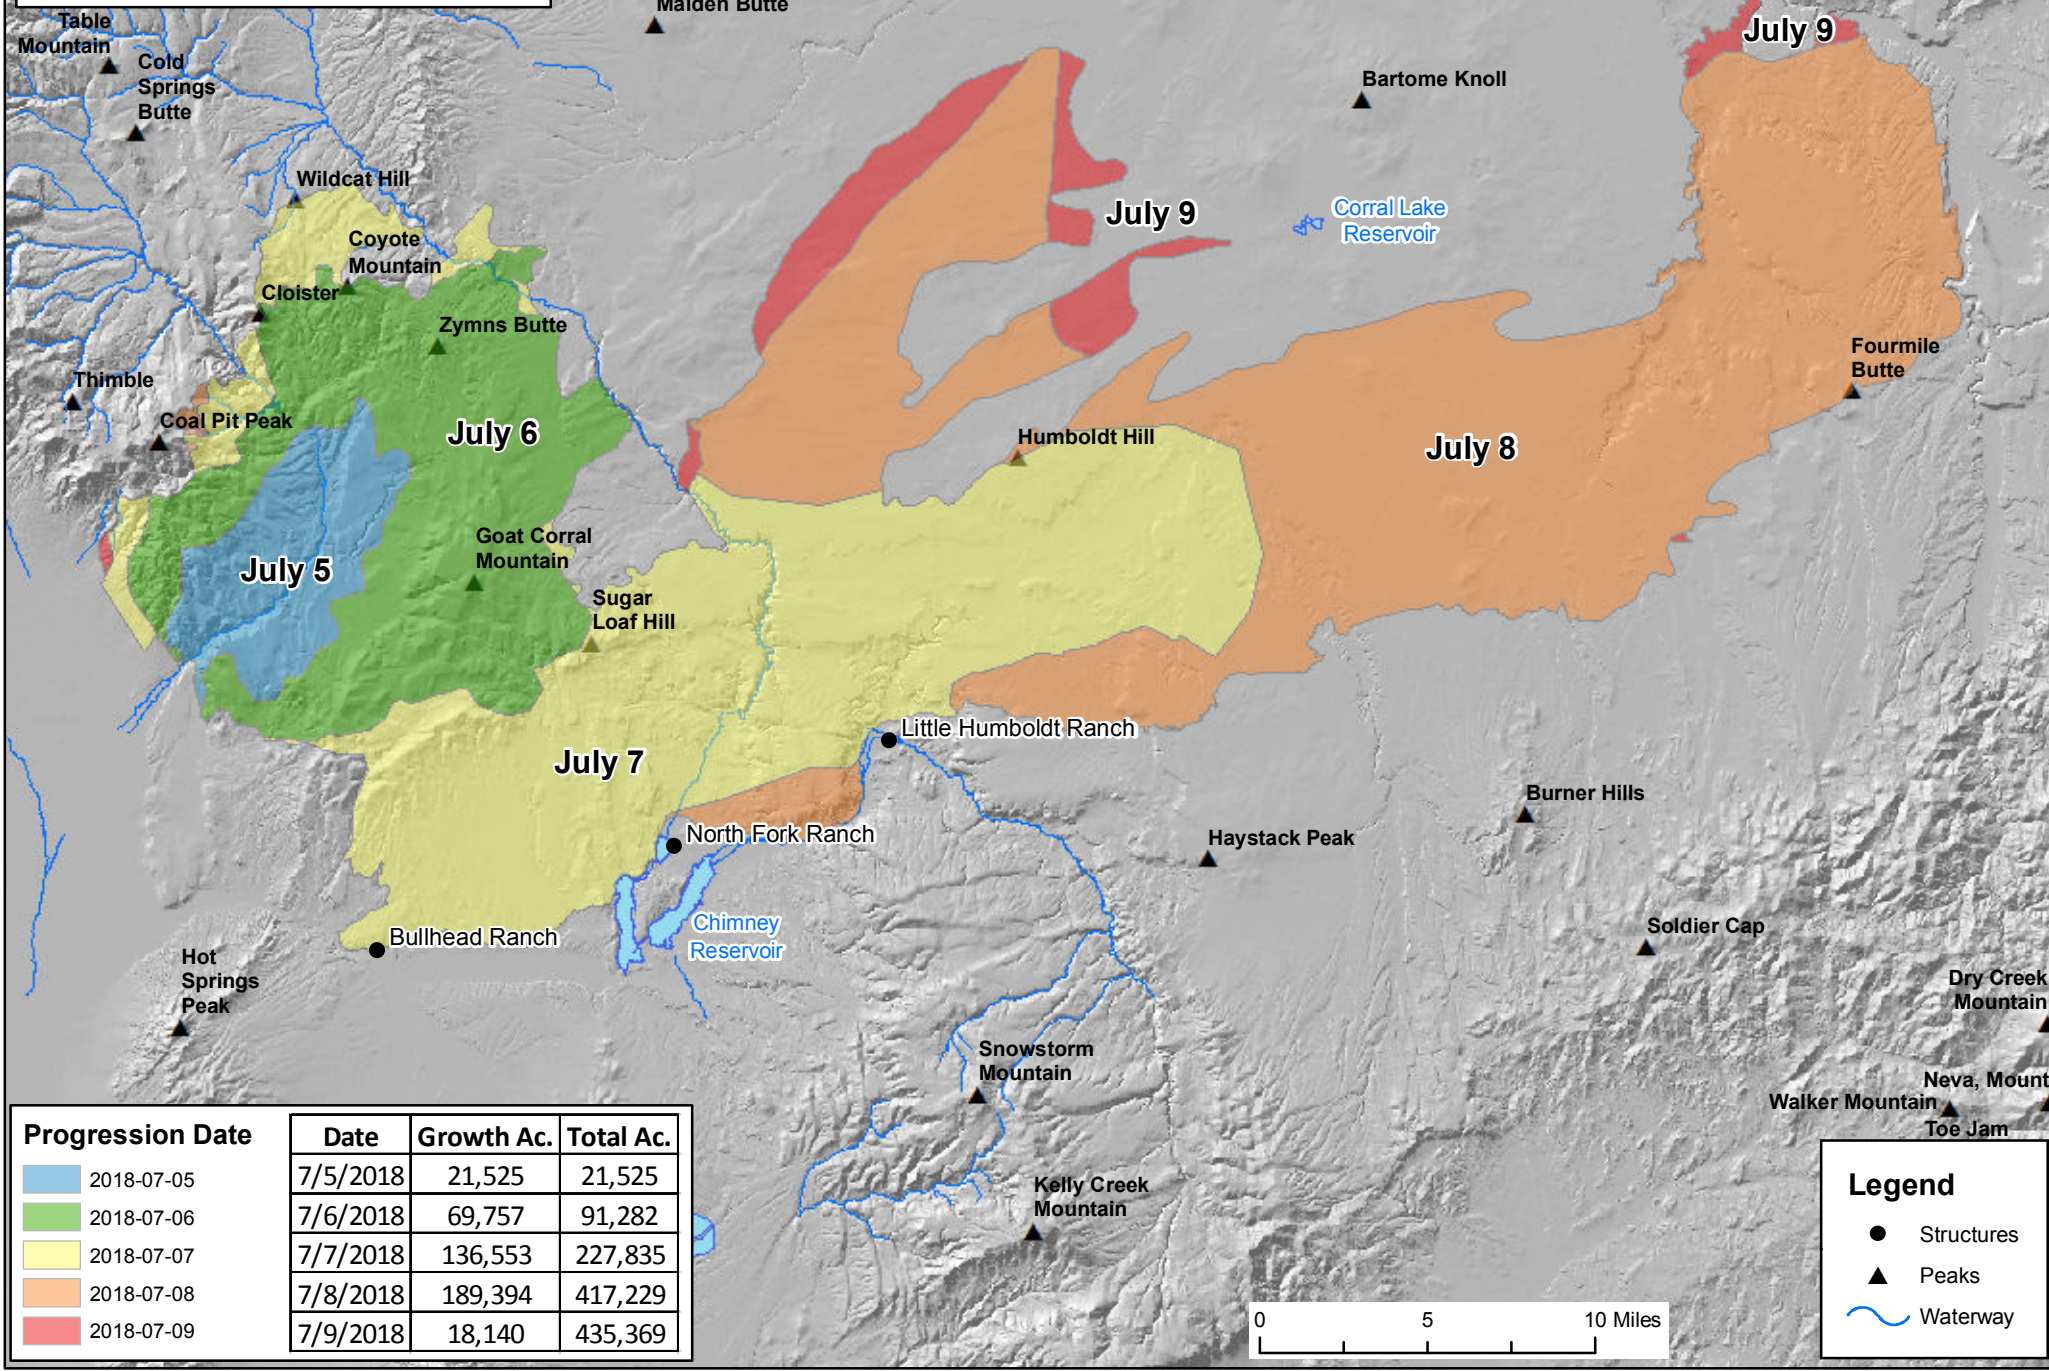 Maiden Butte
Table
Mountain
Cold
Springs
Butte
July 9
Bartome Knoll
Wildcat Hill
Corral Lake
Reservoir
July 9
Coyote
Mountain
Cloister
Zymns Butte
Fourmile
Butte
Thimble
Coal Pit Peak
July 6
Humboldt Hill
July 8
Goat Corral
Mountain
July 5
Sugar
Loaf Hill
Little Humboldt Ranch
July 7
Burner Hills
North Fork Ranch
Haystack Peak
Chimney
Reservoir
Bullhead Ranch
Soldier Cap
Hot
Springs
Peak
Dry Creek
Mountain
Snowstorm
Mountain
Neva, Mount
Walker Mountain
Toe Jam
Kelly Creek
Mountain
Progression Date
2018-07-05
2018-07-06
2018-07-07
2018-07-08
2018-07-09
Date Growth Ac. Total Ac.
7/5/2018 21,525 21,525
7/6/2018 69,757 91,282
7/7/2018 136,553 227,835
7/8/2018 189,394 417,229
7/9/2018 18,140 435,369
0 5 10 Miles
Legend
Structures
Peaks
Waterway